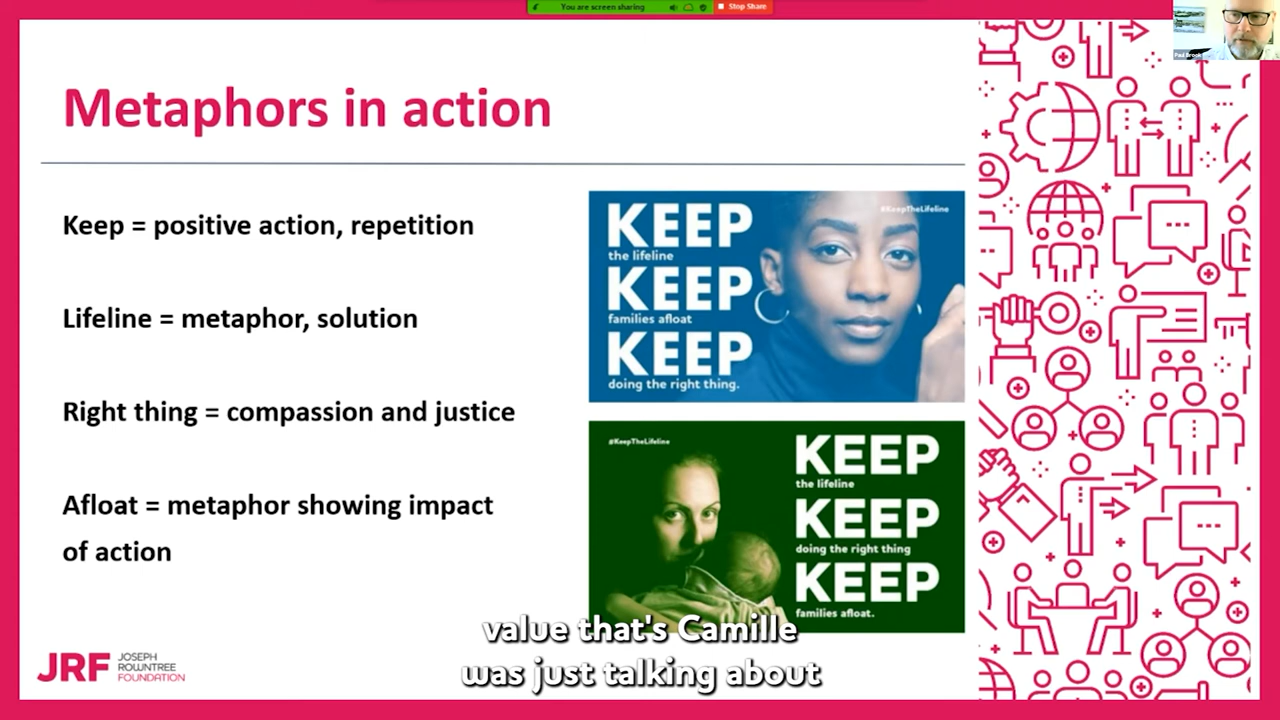 You are screen sharing
Stop Share
Metaphors in action
Keep = positive action, repetition
Lifeline = metaphor, solution
Right thing = compassion and justice
Afloat = metaphor showing impact
of action
#KeepTheLifeline
KEEP
the lifeline
KEEP
families afloat
KEEP
doing the right thing.
#KeepTheLifeline
KEEP
the lifeline
KEEP
doing the right thing
KEEP
families afloat.
value that's Camille
was just talking about
JRF
JOSEPH
ROWNTREE
FOUNDATION